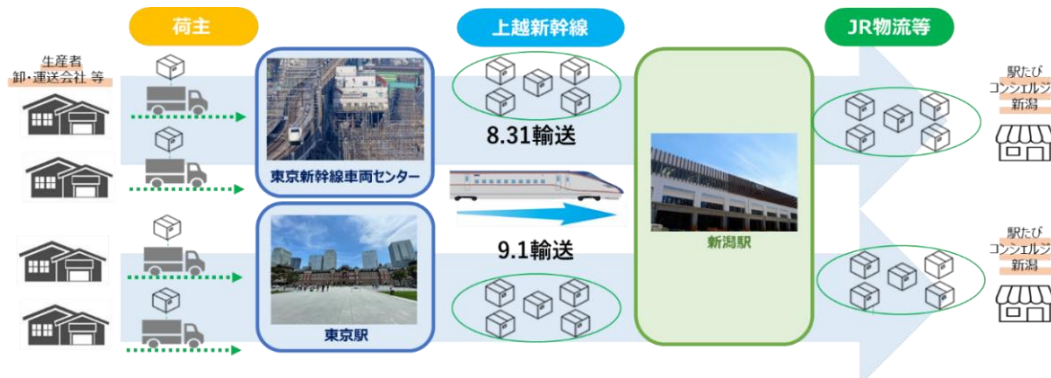 荷主
上越新幹線
JR物流等
生産者
卸・運送会社 等
8.31輸送
東京新幹線車両センター
駅たび
コンシェルジュ
新潟
新潟駅
9.1輸送
東京駅
駅たび
コンシェルジュ
新潟